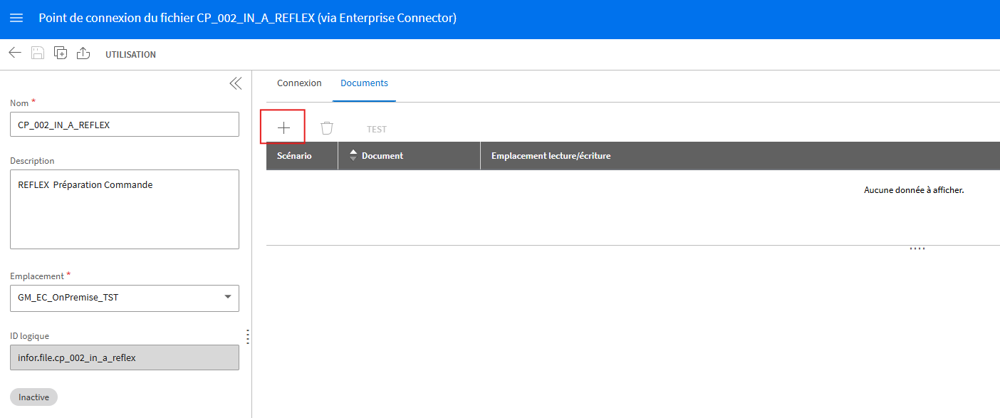 Point de connexion du fichier CP_002_IN_A_REFLEX (via Enterprise Connector)
UTILISATION
Nom *
CP_002_IN_A_REFLEX
Description
REFLEX Préparation Commande
Emplacement *
GM_EC_OnPremise_TST
ID logique
infor.file.cp_002_in_a_reflex
Inactive
Connexion Documents
TEST
Scénario Document Emplacement lecture/écriture
Aucune donnée à afficher.